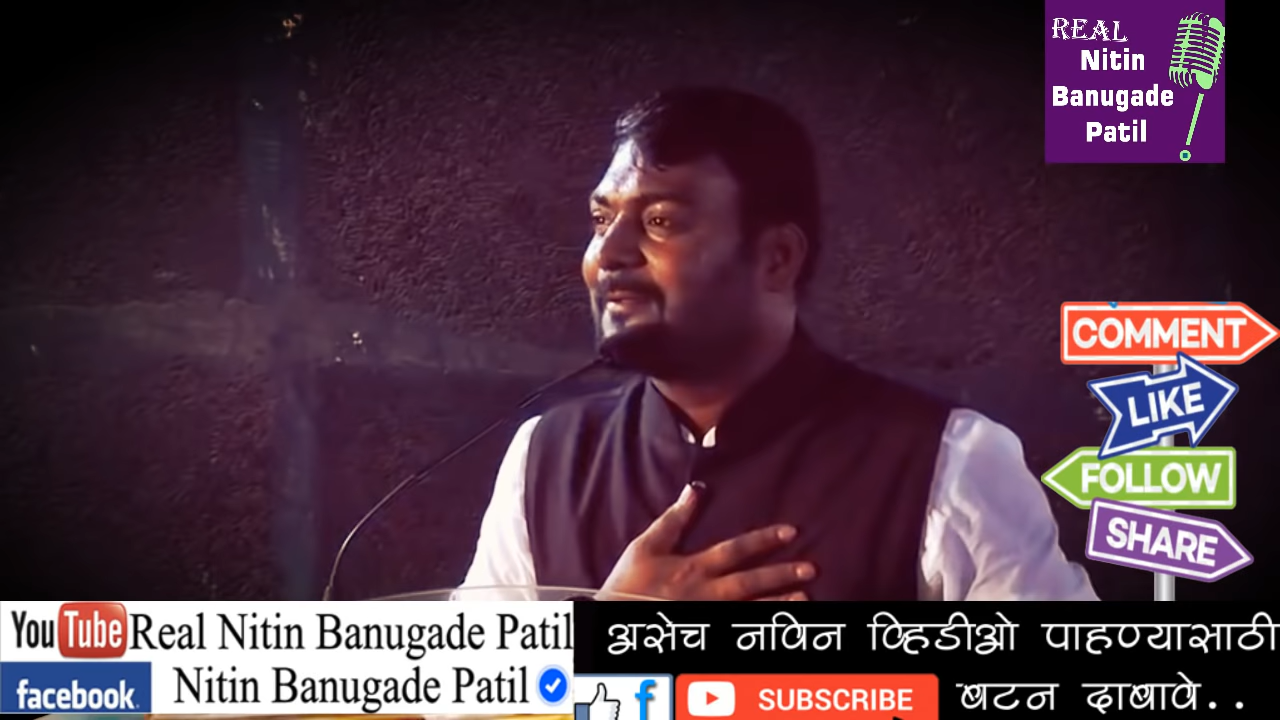 REAL
Nitin
Banugade
Patil
COMMENT
LIKE
FOLLOW
SHARE
YouTube Real Nitin Banugade Patil
facebook. Nitin Banugade Patil
असेच नविन व्हिडीओ पाहण्यासाठी
f SUBSCRIBE बटन दाबावे..